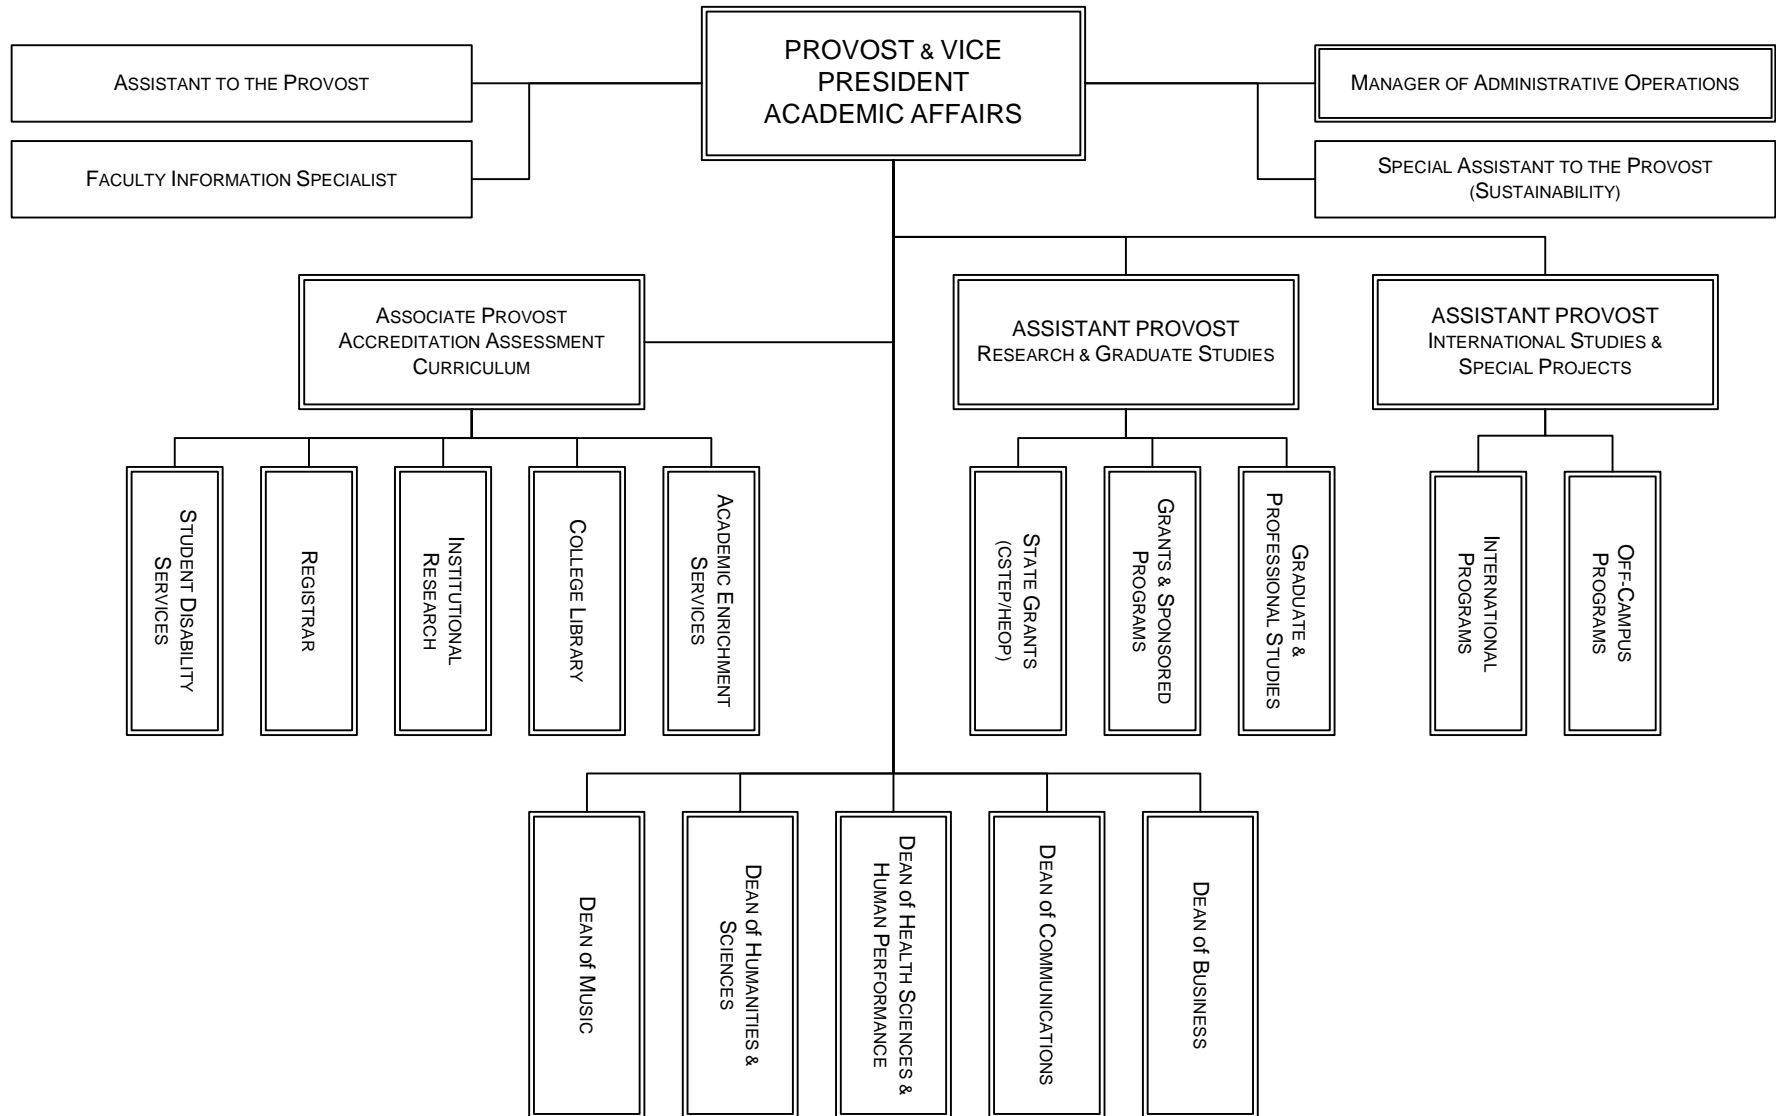 PROVOST & VICE
PRESIDENT
ACADEMIC AFFAIRS
ASSISTANT TO THE PROVOST
MANAGER OF ADMINISTRATIVE OPERATIONS
FACULTY INFORMATION SPECIALIST
SPECIAL ASSISTANT TO THE PROVOST
(SUSTAINABILITY)
ASSOCIATE PROVOST
ACCREDITATION ASSESSMENT
CURRICULUM
ASSISTANT PROVOST
RESEARCH & GRADUATE STUDIES
ASSISTANT PROVOST
INTERNATIONAL STUDIES &
SPECIAL PROJECTS
STUDENT DISABILITY
SERVICES
REGISTRAR
INSTITUTIONAL
RESEARCH
COLLEGE LIBRARY
ACADEMIC ENRICHMENT
SERVICES
STATE GRANTS
(CSTEP/HEOP)
GRANTS & SPONSORED
PROGRAMS
GRADUATE &
PROFESSIONAL STUDIES
INTERNATIONAL
PROGRAMS
OFF-CAMPUS
PROGRAMS
DEAN of MUSIC
DEAN of HUMANITIES &
SCIENCES
DEAN of HEALTH SCIENCES &
HUMAN PERFORMANCE
DEAN of COMMUNICATIONS
DEAN of BUSINESS